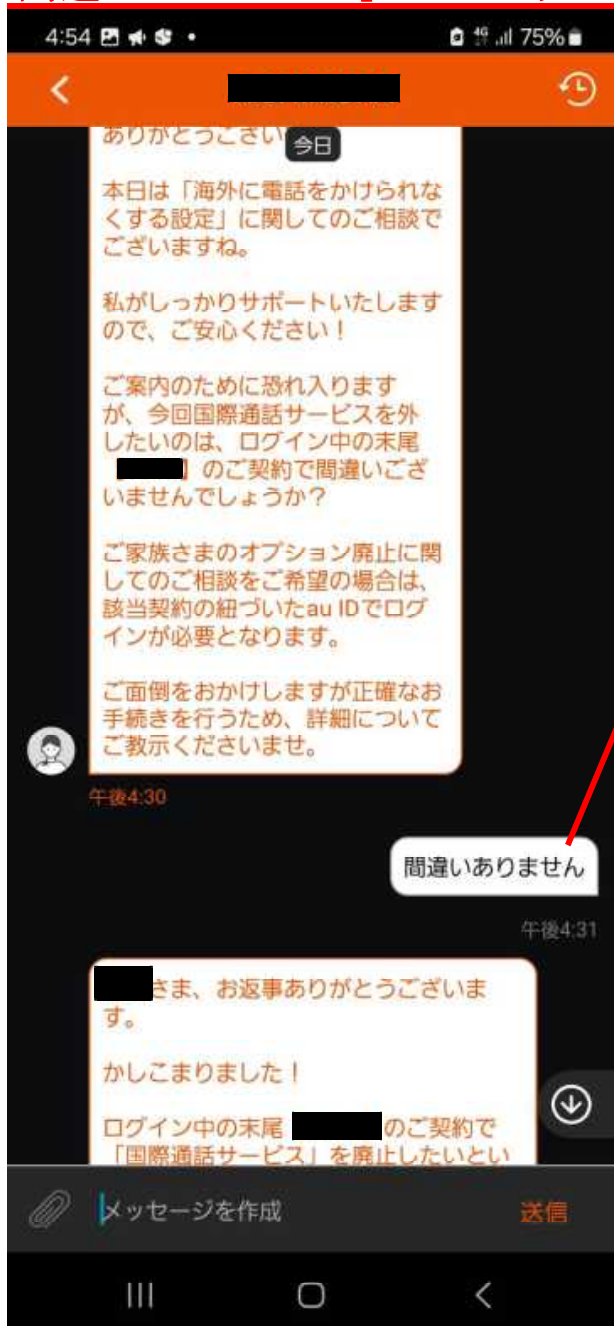 4:54
4G
75%
ありがとうござい
今日
本日は「海外に電話をかけられな
くする設定」に関してのご相談で
ございますね。
私がしっかりサポートいたします
ので、ご安心ください！
ご案内のために恐れ入ります
が、今回国際通話サービスを外
したいのは、ログイン中の末尾
】のご契約で間違いござ
いませんでしょうか？
ご家族さまのオプション廃止に関
してのご相談をご希望の場合は、
該当契約の紐づいたau IDでログ
インが必要となります。
ご面倒をおかけしますが正確なお
手続きを行うため、詳細について
ご教示くださいませ。
午後4:30
間違いありません
午後4:31
さま、お返事ありがとうございま
す。
かしこまりました！
ログイン中の末尾 のご契約で
「国際通話サービス」を廃止したいとい
メッセージを作成
送信